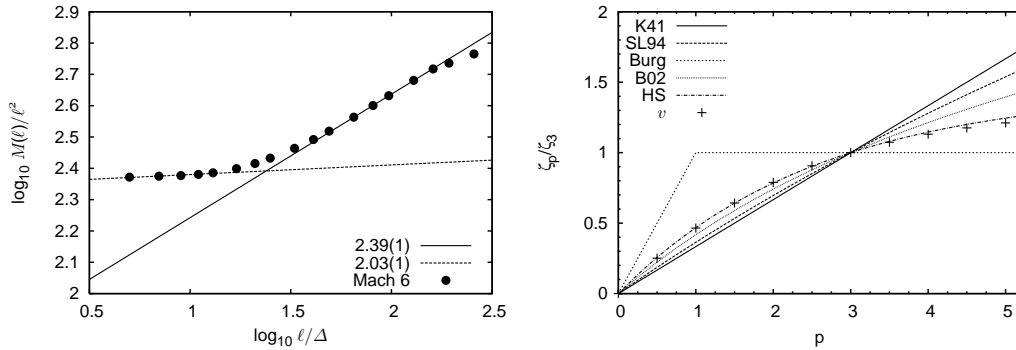 log₁₀ M(ℓ)/ℓ²
2.9
2.8
2.7
2.6
2.5
2.4
2.3
2.2
2.1
2
2.39(1)
2.03(1)
Mach 6
0.5 1 1.5 2 2.5
log₁₀ ℓ/Δ
ζₚ/ζ₃
2
1.5
1
0.5
0
K41
SL94
Burg
B02
HS
v
0 1 2 3 4 5
p